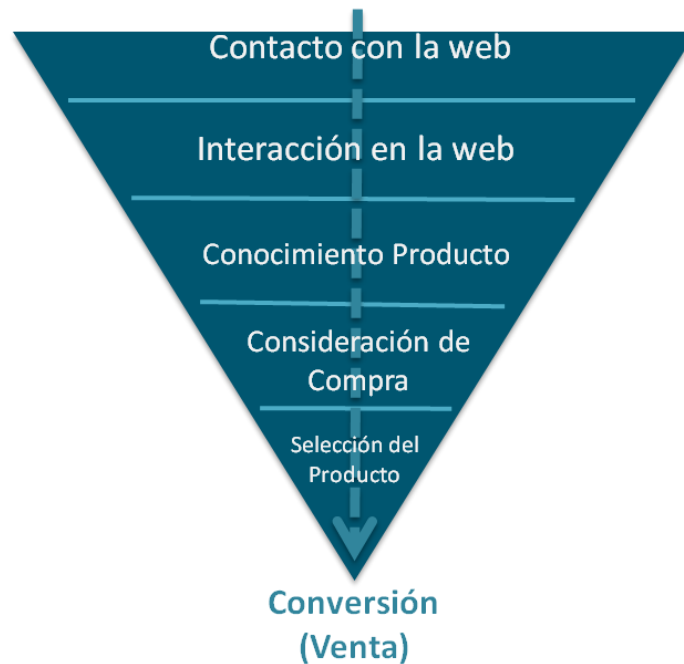 Contacto con la web
Interacción en la web
Conocimiento Producto
Consideración de
Compra
Selección del
Producto
Conversión
(Venta)